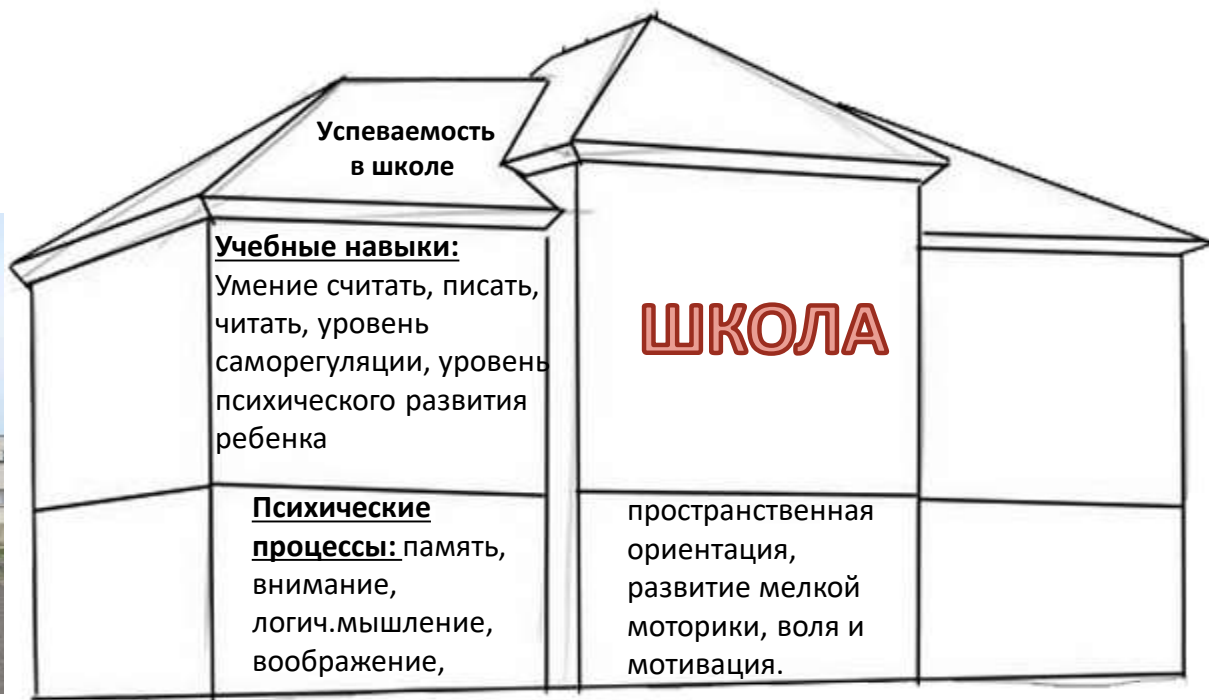 Успеваемость
в школе
Учебные навыки:
Умение считать, писать,
читать, уровень
саморегуляции, уровень
психического развития
ребенка
ШКОЛА
Психические
процессы: память,
внимание,
логич.мышление,
воображение,
пространственная
ориентация,
развитие мелкой
моторики, воля и
мотивация.